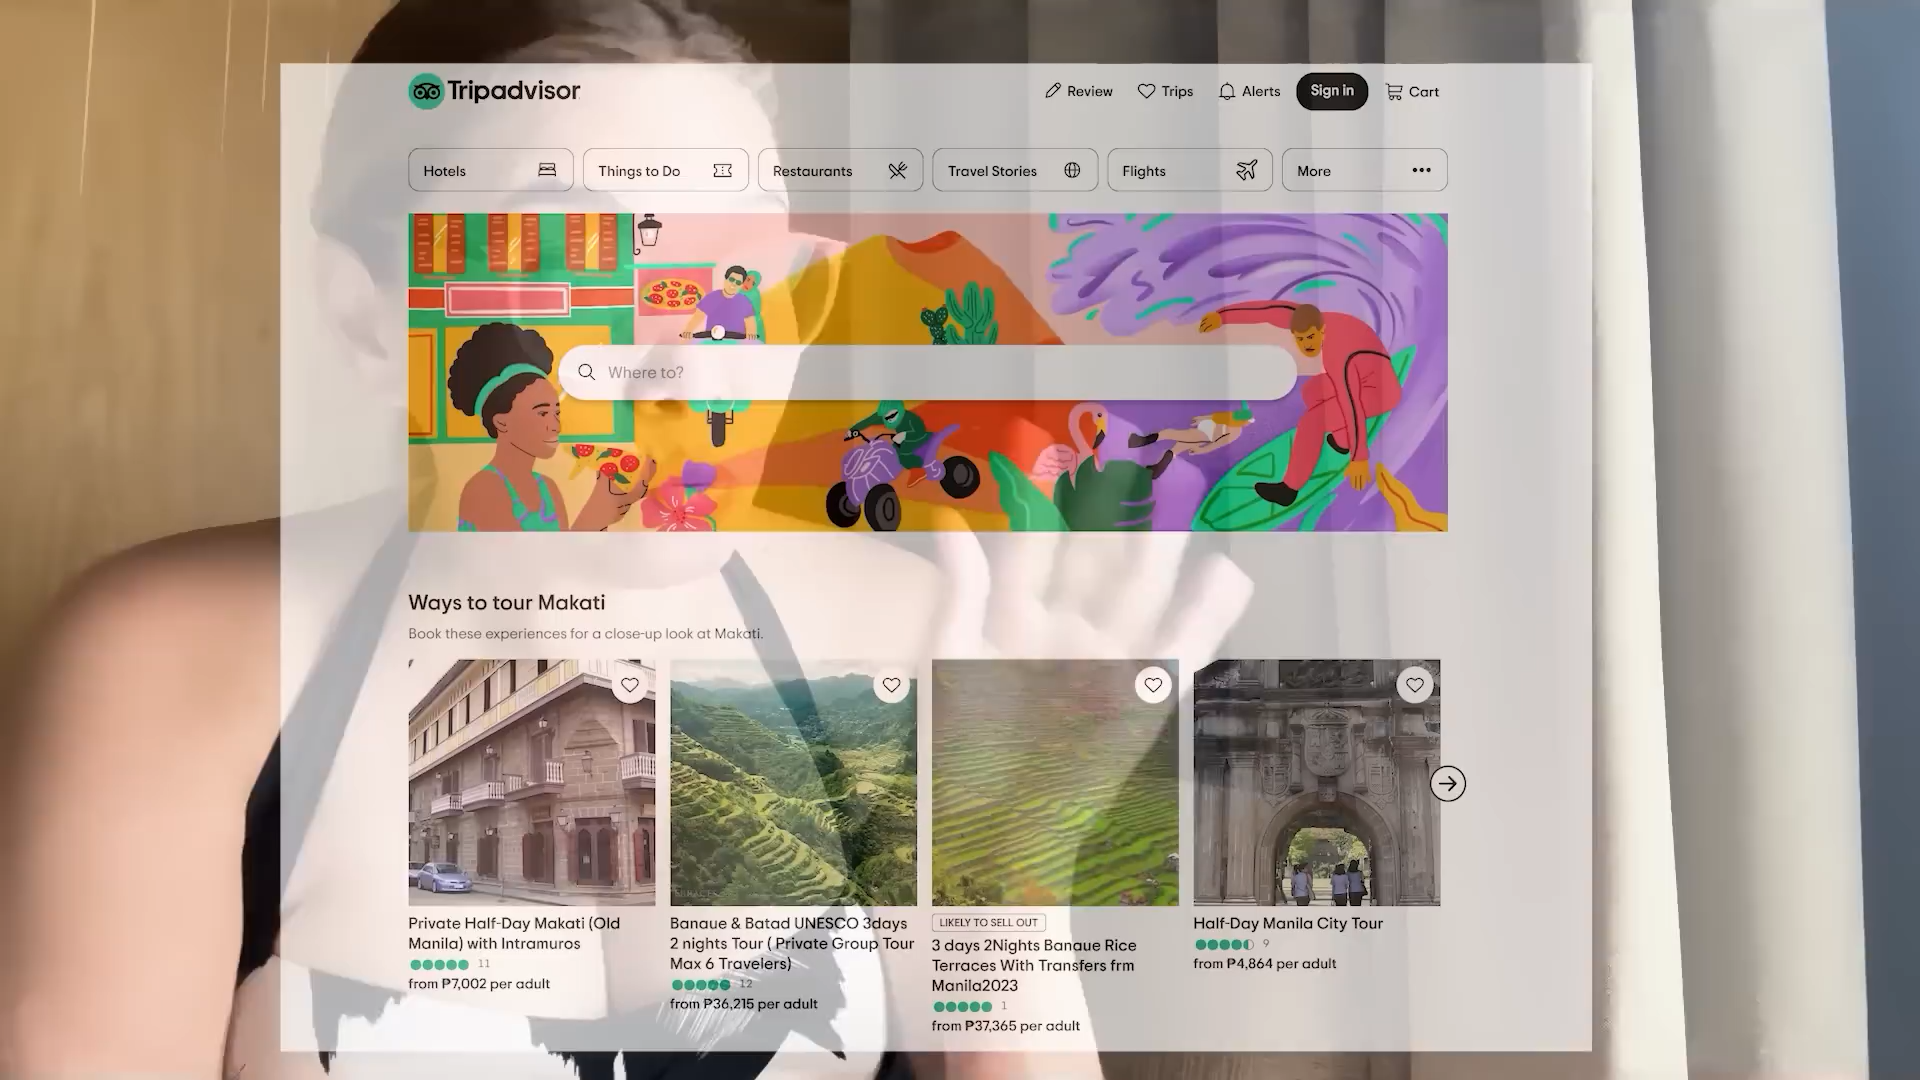 Tripadvisor
Review
Trips
Alerts
Sign in
Cart
Hotels
Things to Do
Restaurants
Travel Stories
Flights
More
Where to?
Ways to tour Makati
Book these experiences for a close-up look at Makati.
Private Half-Day Makati (Old
Manila) with Intramuros
11
from ₱7,002 per adult
Banaue & Batad UNESCO 3days
2 nights Tour ( Private Group Tour
Max 6 Travelers)
12
from ₱36,215 per adult
LIKELY TO SELL OUT
3 days 2Nights Banaue Rice
Terraces With Transfers frm
Manila2023
1
from ₱37,365 per adult
Half-Day Manila City Tour
9
from ₱4,864 per adult